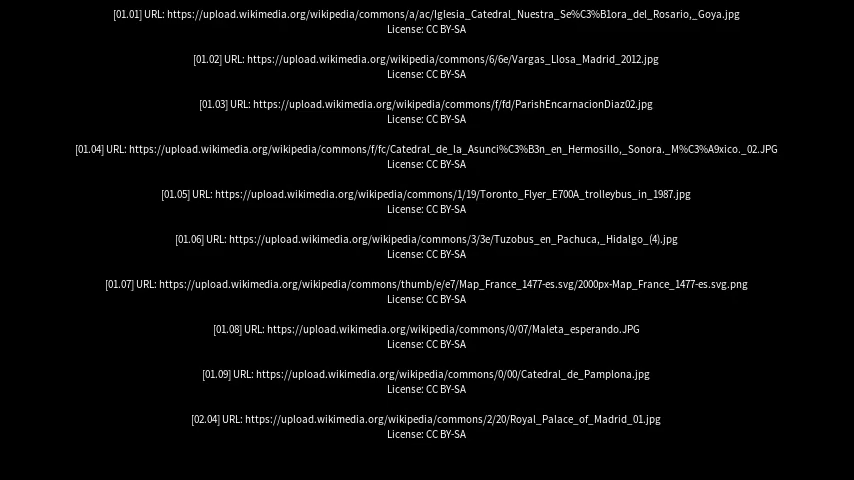 [01.01] URL: https://upload.wikimedia.org/wikipedia/commons/a/ac/Iglesia_Catedral_Nuestra_Se%C3%B1ora_del_Rosario,_Goya.jpg
License: CC BY-SA
[01.02] URL: https://upload.wikimedia.org/wikipedia/commons/6/6e/Vargas_Llosa_Madrid_2012.jpg
License: CC BY-SA
[01.03] URL: https://upload.wikimedia.org/wikipedia/commons/f/fd/ParishEncarnacionDiaz02.jpg
License: CC BY-SA
[01.04] URL: https://upload.wikimedia.org/wikipedia/commons/f/fc/Catedral_de_la_Asunci%C3%B3n_en_Hermosillo,_Sonora._M%C3%A9xico._02.JPG
License: CC BY-SA
[01.05] URL: https://upload.wikimedia.org/wikipedia/commons/1/19/Toronto_Flyer_E700A_trolleybus_in_1987.jpg
License: CC BY-SA
[01.06] URL: https://upload.wikimedia.org/wikipedia/commons/3/3e/Tuzobus_en_Pachuca,_Hidalgo_(4).jpg
License: CC BY-SA
[01.07] URL: https://upload.wikimedia.org/wikipedia/commons/thumb/e/e7/Map_France_1477-es.svg/2000px-Map_France_1477-es.svg.png
License: CC BY-SA
[01.08] URL: https://upload.wikimedia.org/wikipedia/commons/0/07/Maleta_esperando.JPG
License: CC BY-SA
[01.09] URL: https://upload.wikimedia.org/wikipedia/commons/0/00/Catedral_de_Pamplona.jpg
License: CC BY-SA
[02.04] URL: https://upload.wikimedia.org/wikipedia/commons/2/20/Royal_Palace_of_Madrid_01.jpg
License: CC BY-SA